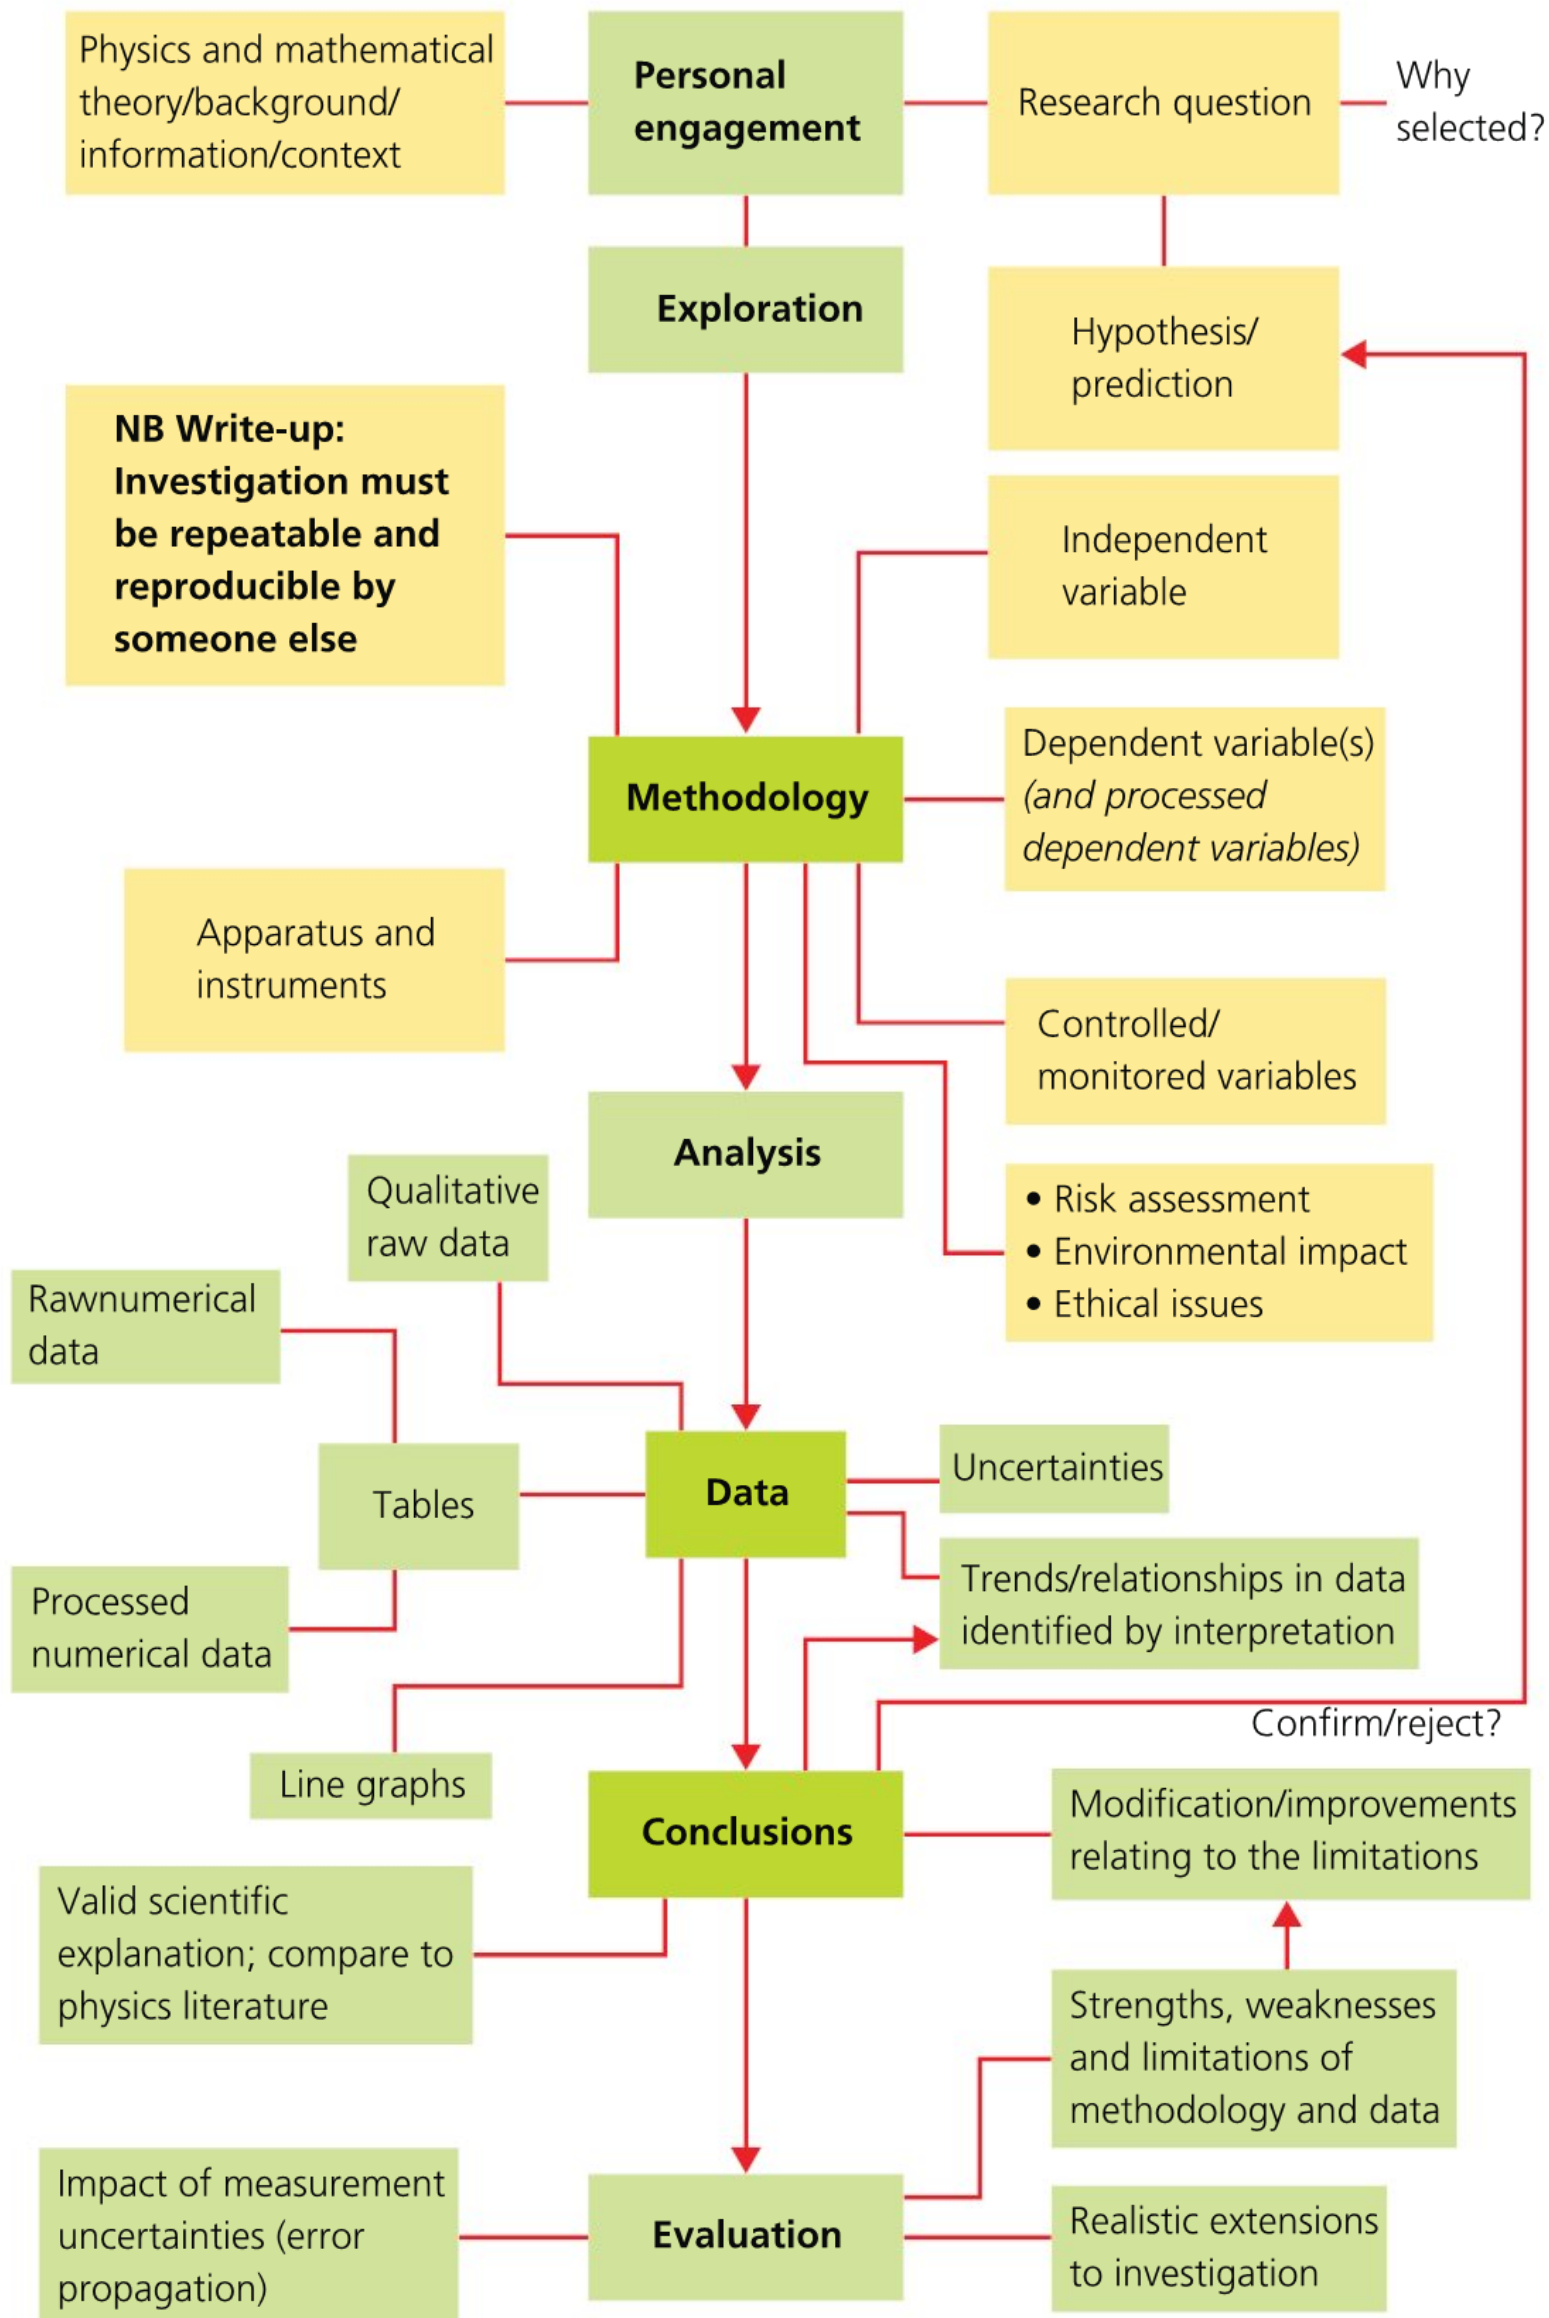 Physics and mathematical
theory/background/
information/context
Personal
engagement
Research question
Why
selected?
Exploration
Hypothesis/
prediction
NB Write-up:
Investigation must
be repeatable and
reproducible by
someone else
Independent
variable
Methodology
Dependent variable(s)
(and processed
dependent variables)
Apparatus and
instruments
Controlled/
monitored variables
Analysis
• Risk assessment
• Environmental impact
• Ethical issues
Qualitative
raw data
Rawnumerical
data
Tables
Data
Uncertainties
Processed
numerical data
Trends/relationships in data
identified by interpretation
Line graphs
Confirm/reject?
Conclusions
Modification/improvements
relating to the limitations
Valid scientific
explanation; compare to
physics literature
Strengths, weaknesses
and limitations of
methodology and data
Impact of measurement
uncertainties (error
propagation)
Evaluation
Realistic extensions
to investigation